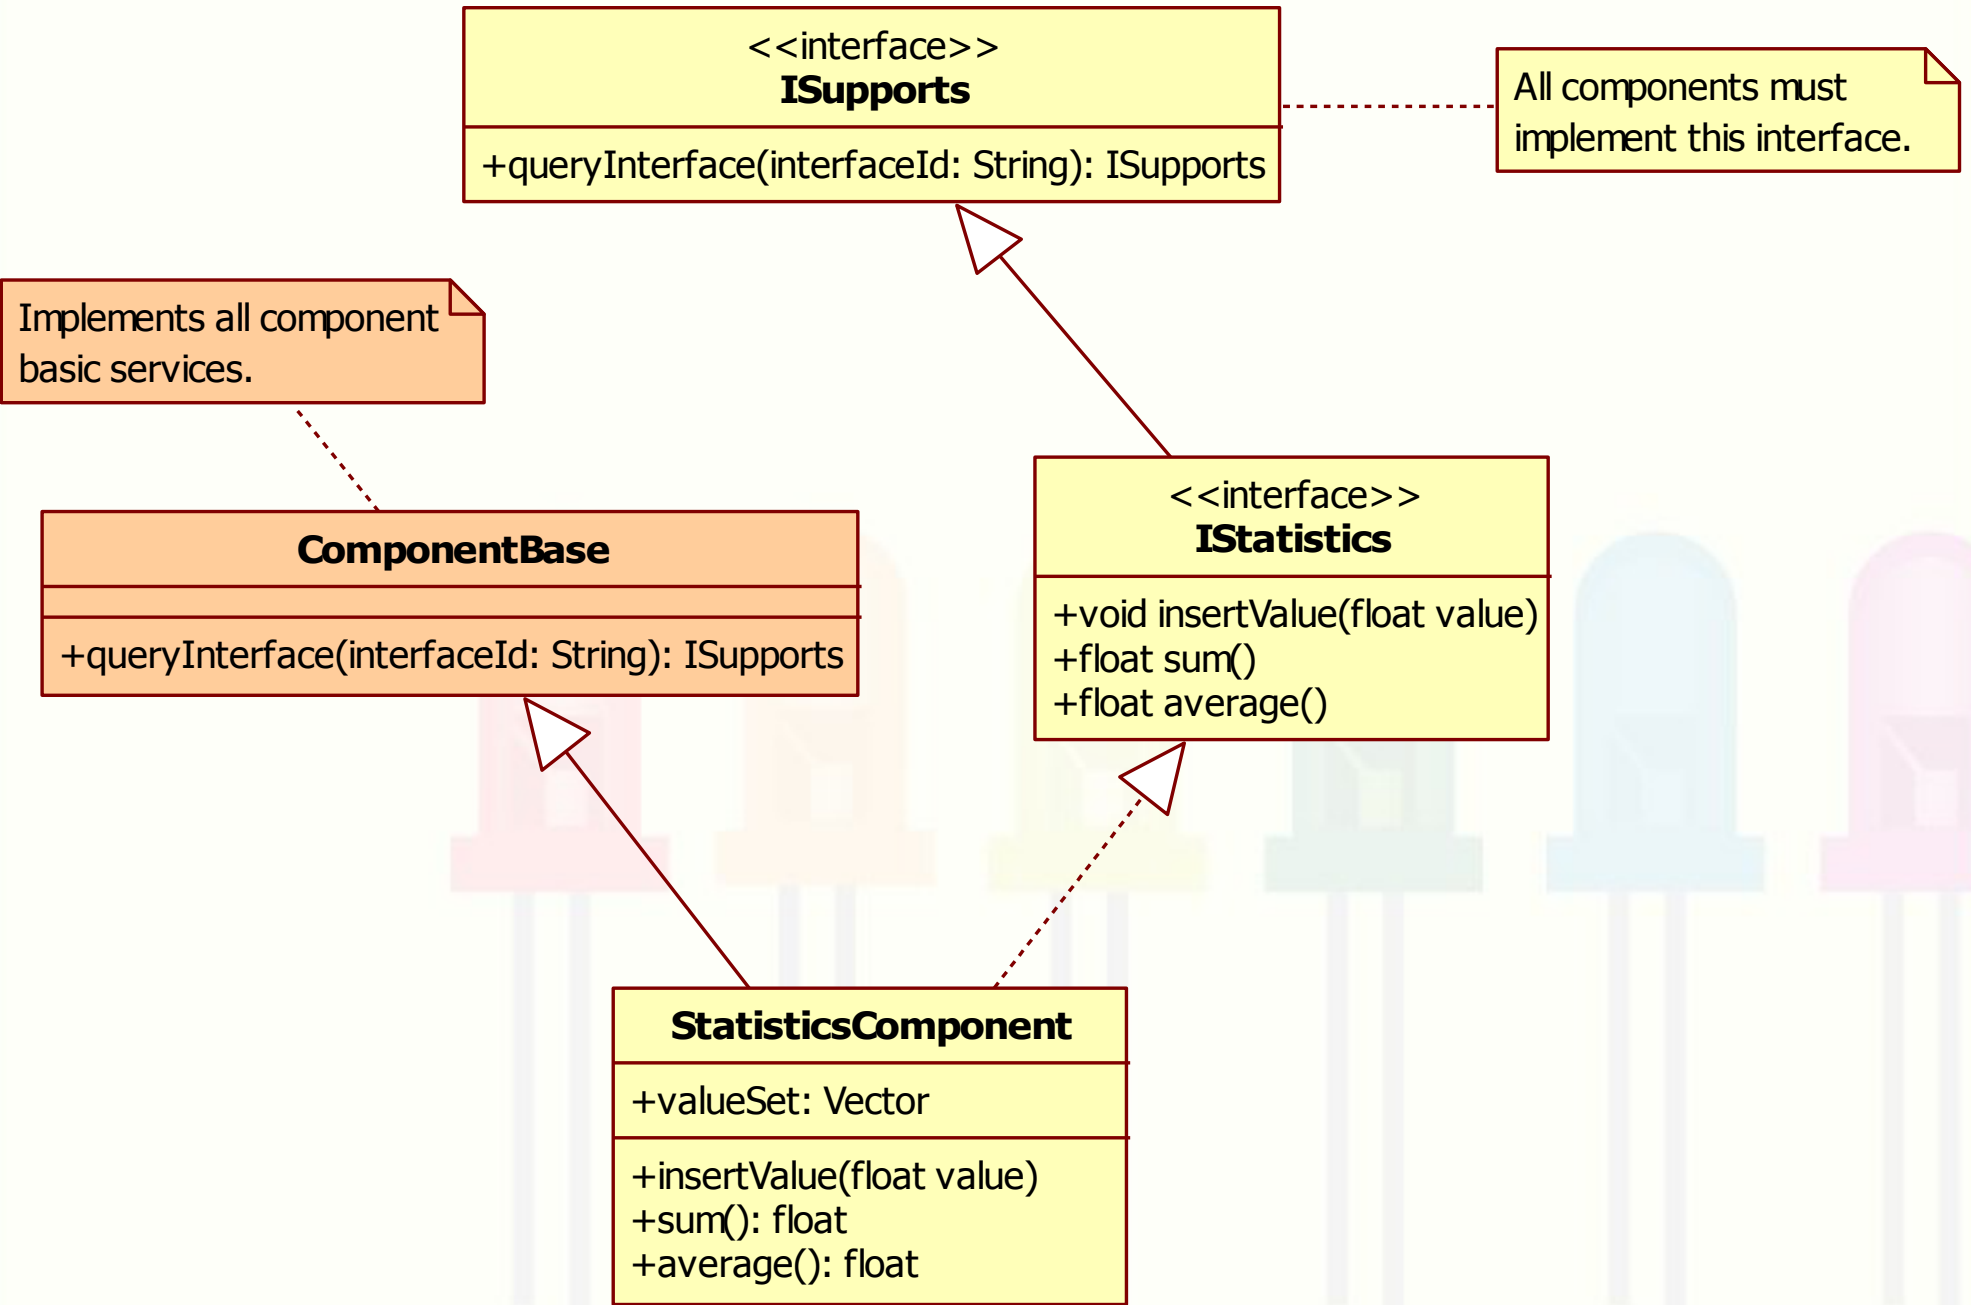 <<interface>>
ISupports
+queryInterface(interfaceId: String): ISupports
All components must
implement this interface.
Implements all component
basic services.
ComponentBase
+queryInterface(interfaceId: String): ISupports
<<interface>>
IStatistics
+void insertValue(float value)
+float sum()
+float average()
StatisticsComponent
+valueSet: Vector
+insertValue(float value)
+sum(): float
+average(): float